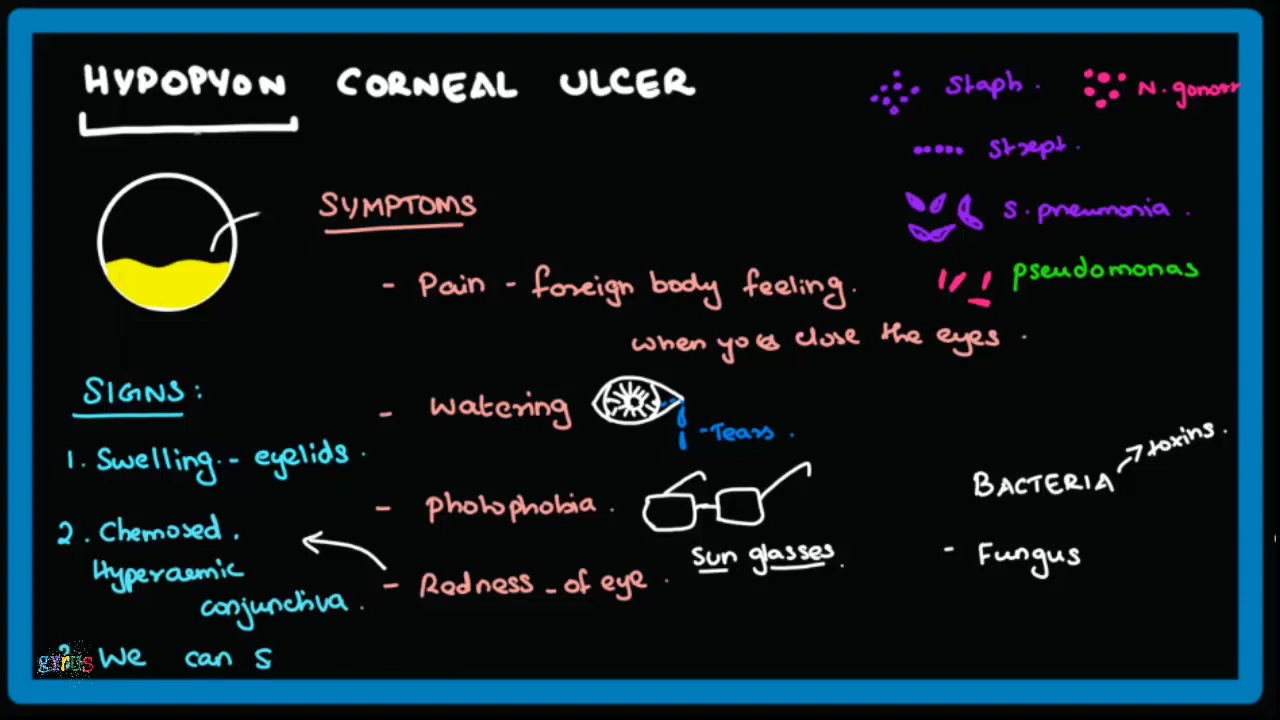 HYPOPYON CORNEAL ULCER
Staph.
N. gonorr
Strept.
S. pneumonia.
pseudomonas
SYMPTOMS
- Pain - foreign body feeling.
when you close the eyes.
- Watering
- Tears.
- Photophobia.
Sun glasses.
- Redness - of eye.
SIGNS:
1. Swelling - eyelids.
2. Chemosed.
Hyperaemic
conjunctiva.
3. We can S
BACTERIA → toxins.
- Fungus
gyrus